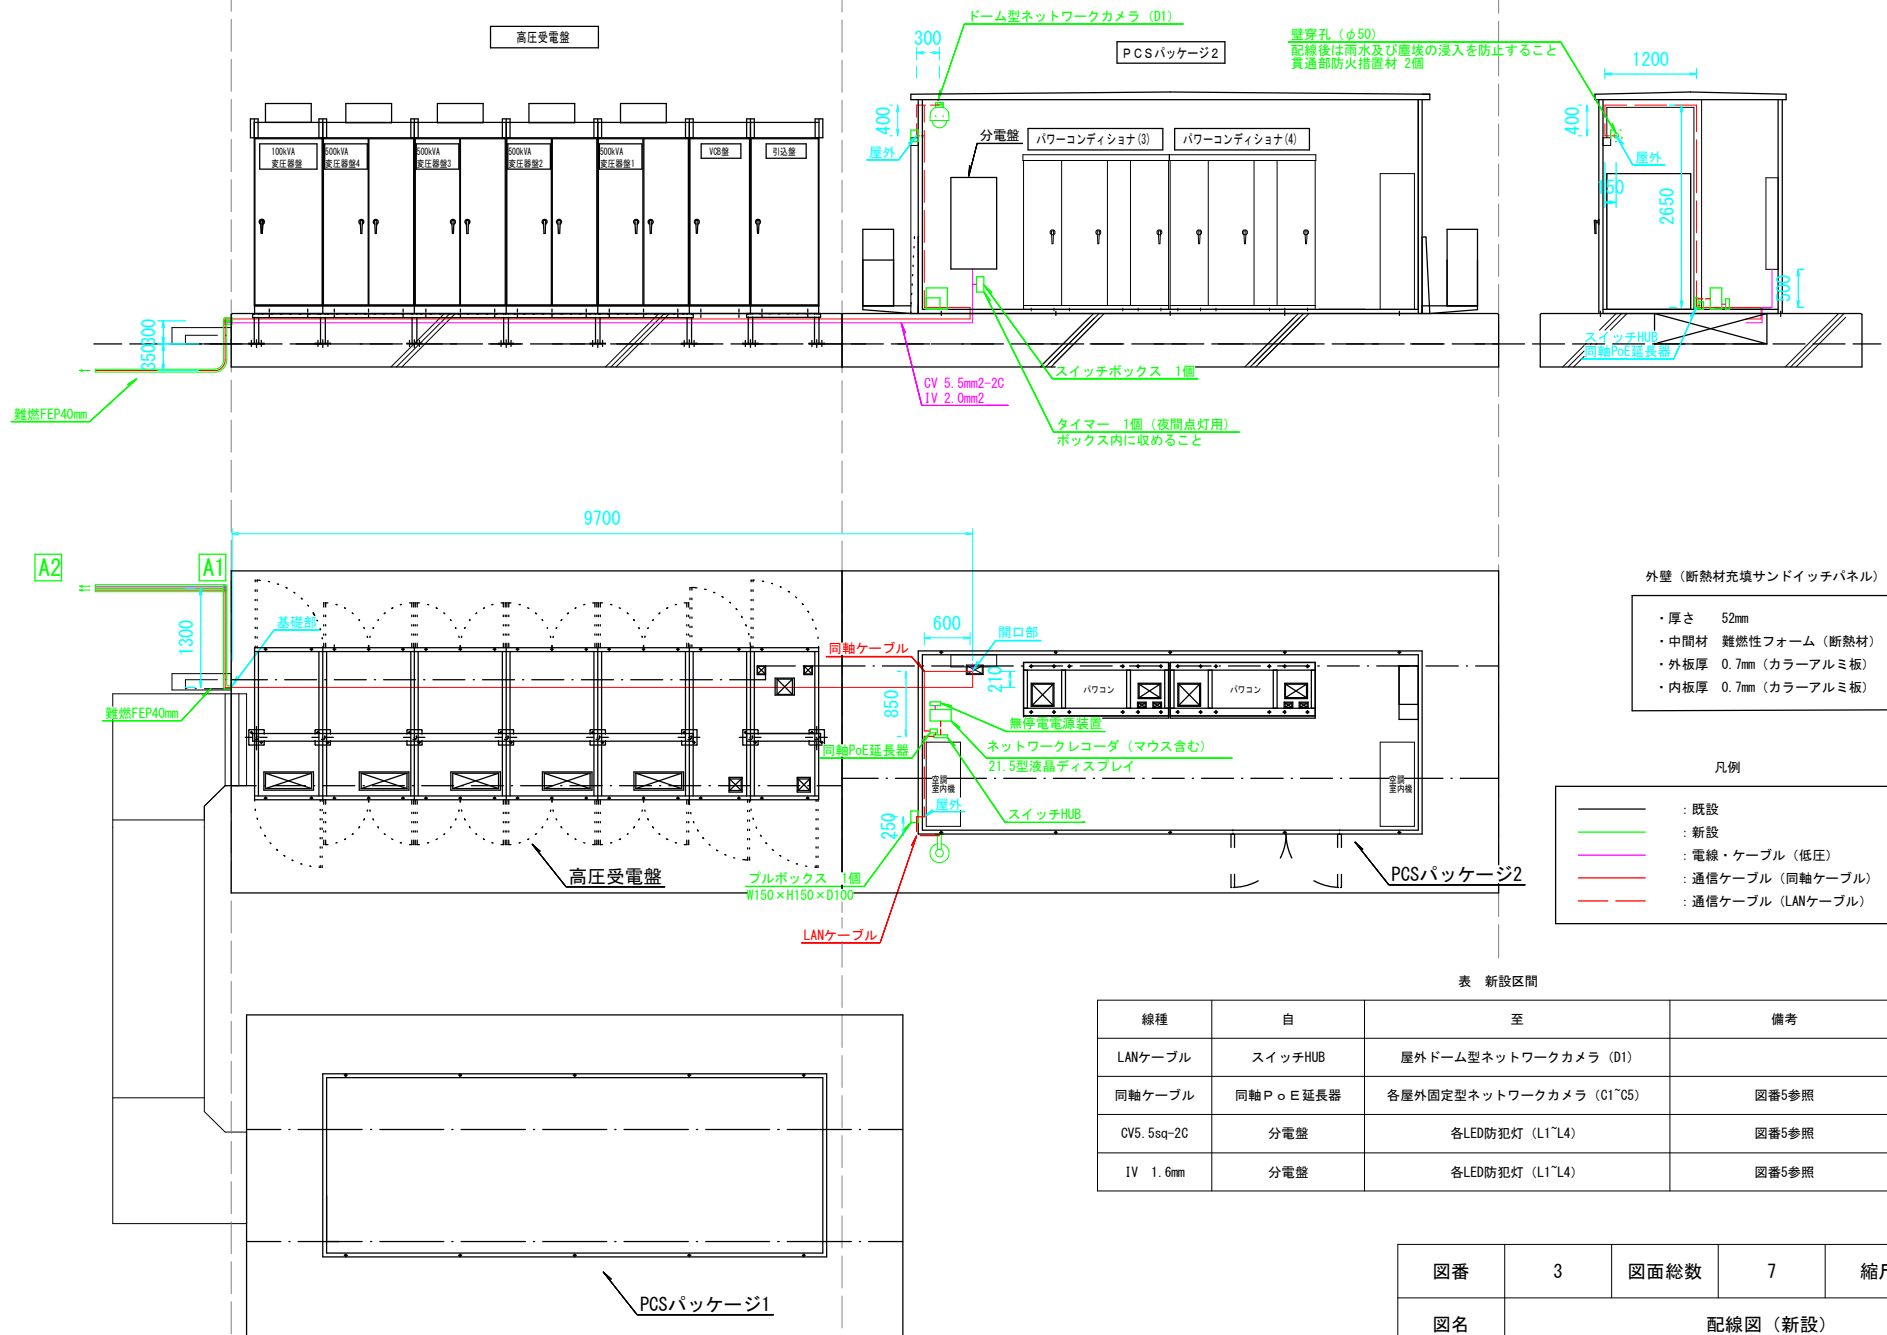 高圧受電盤
ドーム型ネットワークカメラ (D1)
300
PCSパッケージ2
壁穿孔 (φ50)
配線後は雨水及び塵埃の浸入を防止すること
貫通部防火措置材 2個
1200
400
屋外
分電盤
パワーコンディショナ(3)
パワーコンディショナ(4)
400
屋外
150
2650
500
100kVA
変圧器盤
500kVA
変圧器盤4
500kVA
変圧器盤3
500kVA
変圧器盤2
500kVA
変圧器盤1
VCB盤
引込盤
300
350
難燃FEP40mm
CV 5.5mm2-2C
IV 2.0mm2
スイッチボックス 1個
タイマー 1個 (夜間点灯用)
ボックス内に収めること
スイッチHUB
同軸PoE延長器
9700
A2
A1
1300
基礎部
難燃FEP40mm
600
開口部
同軸ケーブル
210
850
無停電電源装置
同軸PoE延長器
ネットワークレコーダ (マウス含む)
21.5型液晶ディスプレイ
パワコン
パワコン
空調
室内機
空調
室内機
屋外
スイッチHUB
250
プルボックス 1個
W150×H150×D100
LANケーブル
高圧受電盤
PCSパッケージ2
PCSパッケージ1
外壁 (断熱材充填サンドイッチパネル)
・厚さ 52mm
・中間材 難燃性フォーム (断熱材)
・外板厚 0.7mm (カラーアルミ板)
・内板厚 0.7mm (カラーアルミ板)
凡例
: 既設
: 新設
: 電線・ケーブル (低圧)
: 通信ケーブル (同軸ケーブル)
: 通信ケーブル (LANケーブル)
表 新設区間
線種 自 至 備考
LANケーブル スイッチHUB 屋外ドーム型ネットワークカメラ (D1)
同軸ケーブル 同軸PoE延長器 各屋外固定型ネットワークカメラ (C1~C5) 図番5参照
CV5.5sq-2C 分電盤 各LED防犯灯 (L1~L4) 図番5参照
IV 1.6mm 分電盤 各LED防犯灯 (L1~L4) 図番5参照
図番 3 図面総数 7
図名 配線図 (新設)